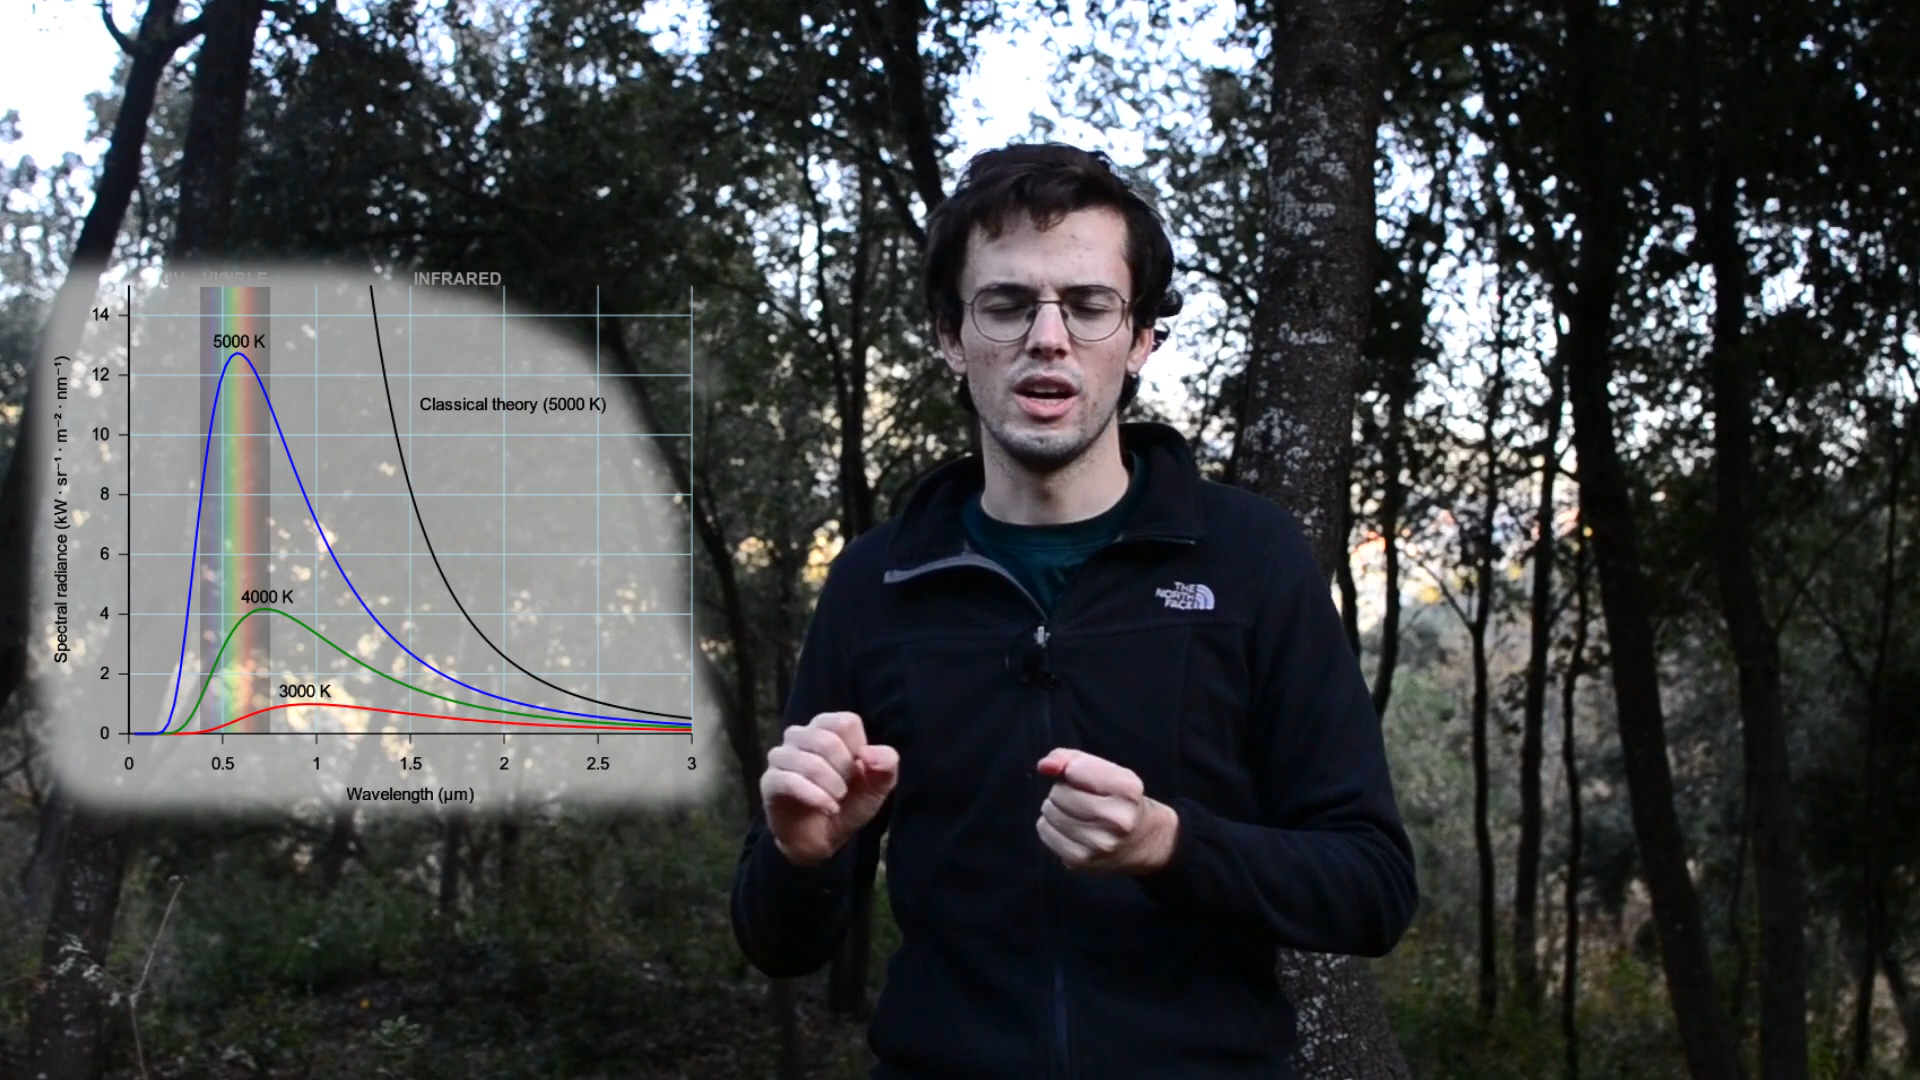 UV VISIBLE INFRARED
14
12
10
8
6
4
2
0
Spectral radiance (kW · sr⁻¹ · m⁻² · nm⁻¹)
5000 K
Classical theory (5000 K)
4000 K
3000 K
0 0.5 1 1.5 2 2.5 3
Wavelength (μm)
THE
NORTH
FACE